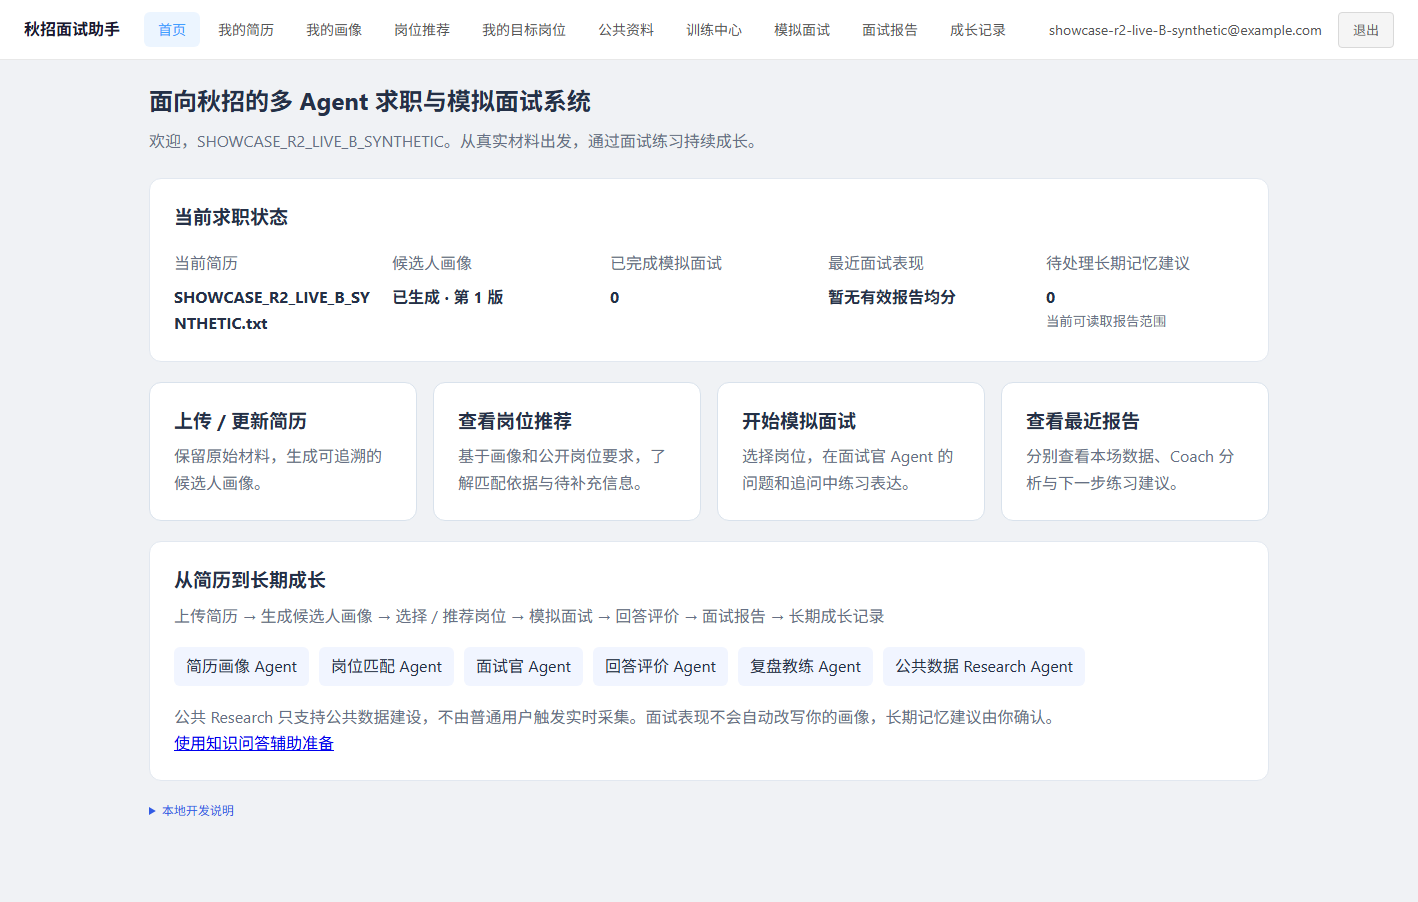 秋招面试助手 首页 我的简历 我的画像 岗位推荐 我的目标岗位 公共资料 训练中心 模拟面试 面试报告 成长记录 showcase-r2-live-B-synthetic@example.com 退出
面向秋招的多 Agent 求职与模拟面试系统
欢迎，SHOWCASE_R2_LIVE_B_SYNTHETIC。从真实材料出发，通过面试练习持续成长。
当前求职状态
当前简历
SHOWCASE_R2_LIVE_B_SY
NTHETIC.txt
候选人画像
已生成 · 第 1 版
已完成模拟面试
0
最近面试表现
暂无有效报告均分
待处理长期记忆建议
0
当前可读取报告范围
上传 / 更新简历
保留原始材料，生成可追溯的
候选人画像。
查看岗位推荐
基于画像和公开岗位要求，了
解匹配依据与待补充信息。
开始模拟面试
选择岗位，在面试官 Agent 的
问题和追问中练习表达。
查看最近报告
分别查看本场数据、Coach 分
析与下一步练习建议。
从简历到长期成长
上传简历 → 生成候选人画像 → 选择 / 推荐岗位 → 模拟面试 → 回答评价 → 面试报告 → 长期成长记录
简历画像 Agent 岗位匹配 Agent 面试官 Agent 回答评价 Agent 复盘教练 Agent 公共数据 Research Agent
公共 Research 只支持公共数据建设，不由普通用户触发实时采集。面试表现不会自动改写你的画像，长期记忆建议由你确认。
使用知识问答辅助准备
▶ 本地开发说明